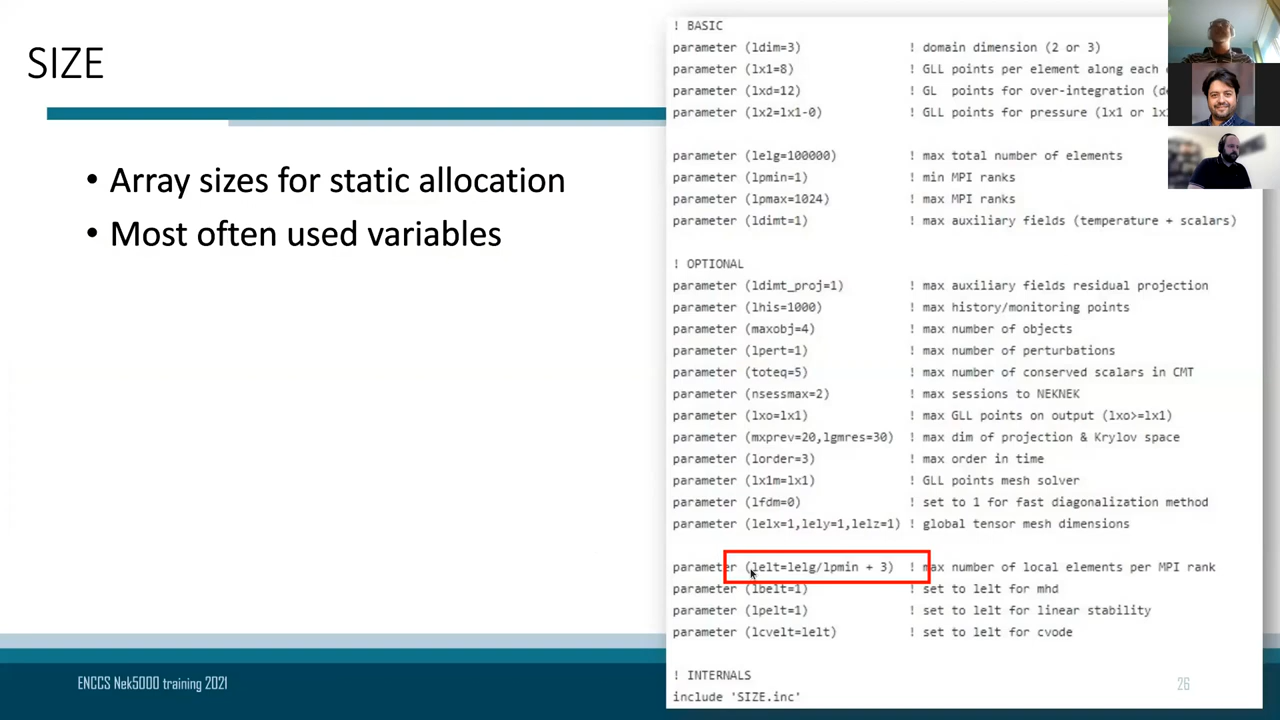 SIZE
• Array sizes for static allocation
• Most often used variables
! BASIC
parameter (ldim=3) ! domain dimension (2 or 3)
parameter (lx1=8) ! GLL points per element along each
parameter (lxd=12) ! GL points for over-integration (de
parameter (lx2=lx1-0) ! GLL points for pressure (lx1 or lx
parameter (lelg=100000) ! max total number of elements
parameter (lpmin=1) ! min MPI ranks
parameter (lpmax=1024) ! max MPI ranks
parameter (ldimt=1) ! max auxiliary fields (temperature + scalars)
! OPTIONAL
parameter (ldimt_proj=1) ! max auxiliary fields residual projection
parameter (lhis=1000) ! max history/monitoring points
parameter (maxobj=4) ! max number of objects
parameter (lpert=1) ! max number of perturbations
parameter (toteq=5) ! max number of conserved scalars in CMT
parameter (nsessmax=2) ! max sessions to NEKNEK
parameter (lxo=lx1) ! max GLL points on output (lxo>=lx1)
parameter (mxprev=20,lgmres=30) ! max dim of projection & Krylov space
parameter (lorder=3) ! max order in time
parameter (lx1m=lx1) ! GLL points mesh solver
parameter (lfdm=0) ! set to 1 for fast diagonalization method
parameter (lelx=1,lely=1,lelz=1) ! global tensor mesh dimensions
parameter (lelt=lelg/lpmin + 3) ! max number of local elements per MPI rank
parameter (lbelt=1) ! set to lelt for mhd
parameter (lpelt=1) ! set to lelt for linear stability
parameter (lcvelt=lelt) ! set to lelt for cvode
! INTERNALS
include 'SIZE.inc'
ENCCS Nek5000 training 2021
26